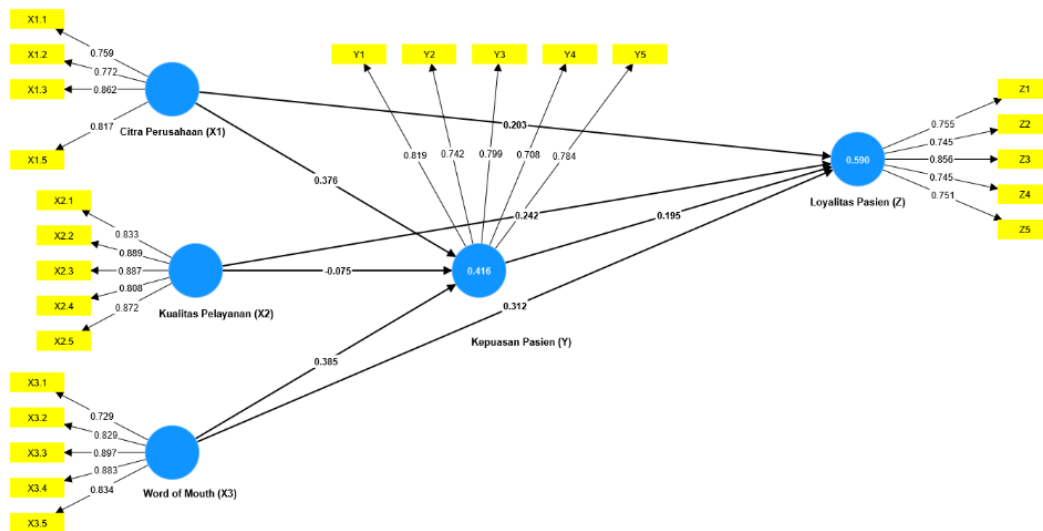 X1.1
X1.2
X1.3
X1.5
0.759
0.772
0.862
0.817
Citra Perusahaan (X1)
Y1
Y2
Y3
Y4
Y5
0.819
0.742
0.799
0.708
0.784
0.203
0.376
X2.1
X2.2
X2.3
X2.4
X2.5
0.833
0.889
0.887
0.808
0.872
Kualitas Pelayanan (X2)
0.242
-0.075
0.195
0.416
Kepuasan Pasien (Y)
0.385
0.312
X3.1
X3.2
X3.3
X3.4
X3.5
0.729
0.829
0.897
0.883
0.834
Word of Mouth (X3)
0.590
Loyalitas Pasien (Z)
0.755
0.745
0.856
0.745
0.751
Z1
Z2
Z3
Z4
Z5